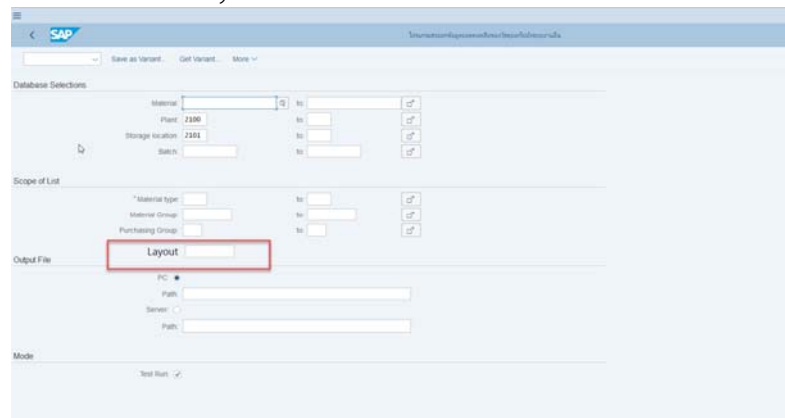 SAP
Save as Variant... Get Variant... More
Database Selections
Material to
Plant 2100 to
Storage location 2101 to
Batch to
Scope of List
*Material type to
Material Group to
Purchasing Group to
Layout
Output File
PC
Path
Server
Path
Mode
Test Run